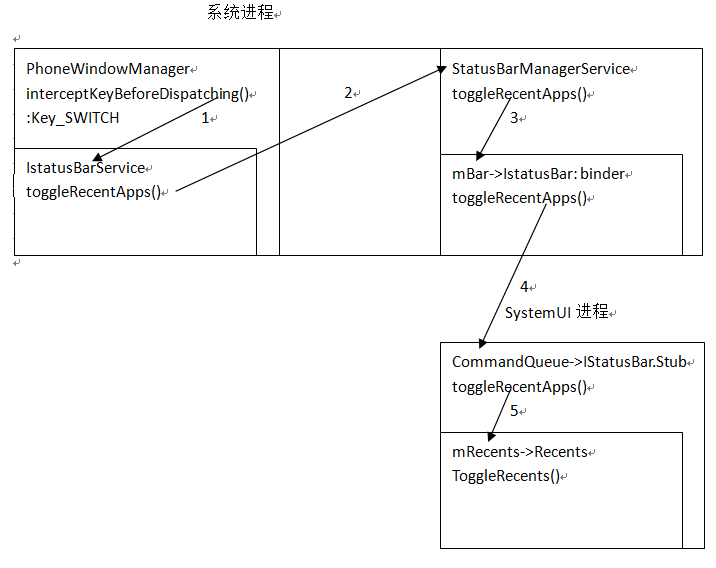 系统进程
PhoneWindowManager
interceptKeyBeforeDispatching()
:Key_SWITCH
1
IstatusBarService
toggleRecentApps()
2
StatusBarManagerService
toggleRecentApps()
3
mBar->IstatusBar: binder
toggleRecentApps()
4
SystemUI 进程
CommandQueue->IStatusBar.Stub
toggleRecentApps()
5
mRecents->Recents
ToggleRecents()